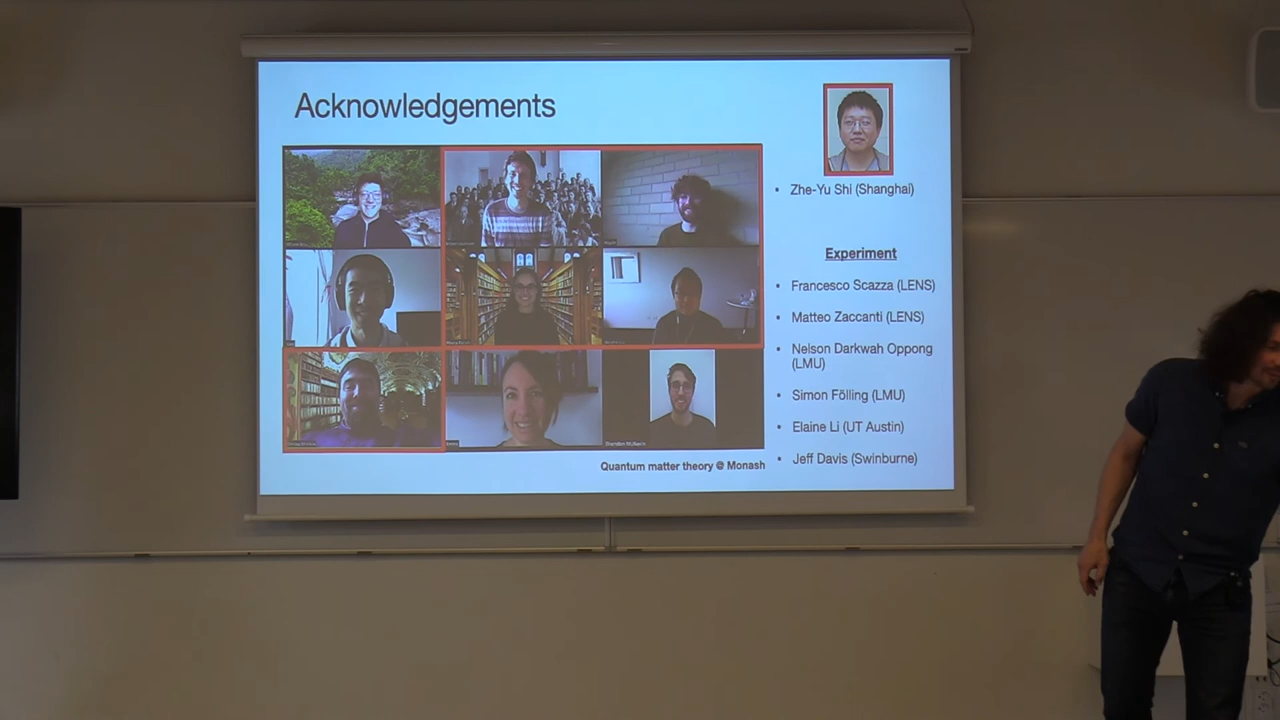 Acknowledgements
Zhe-Yu Shi (Shanghai)
Experiment
Francesco Scazza (LENS)
Matteo Zaccanti (LENS)
Nelson Darkwah Oppong
(LMU)
Simon Fölling (LMU)
Elaine Li (UT Austin)
Jeff Davis (Swinburne)
Quantum matter theory @ Monash